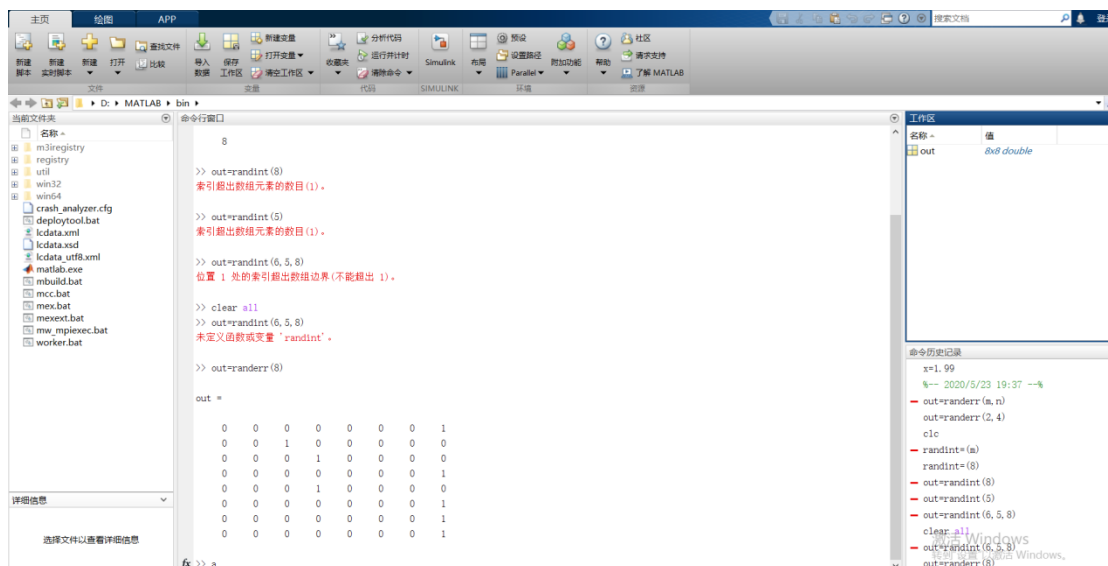 主页 绘图 APP
搜索文档
新建脚本
新建实时脚本
新建
打开
查找文件
比较
文件
导入数据
保存工作区
新建变量
打开变量
清空工作区
变量
收藏夹
分析代码
运行并计时
清除命令
代码
Simulink
SIMULINK
布局
预设
设置路径
Parallel
附加功能
环境
帮助
社区
请求支持
了解 MATLAB
资源
D: MATLAB bin
当前文件夹
名称
m3iregistry
registry
util
win32
win64
crash_analyzer.cfg
deploytool.bat
lcdata.xml
lcdata.xsd
lcdata_utf8.xml
matlab.exe
mbuild.bat
mcc.bat
mex.bat
mexext.bat
mw_mpiexec.bat
worker.bat
详细信息
选择文件以查看详细信息
命令行窗口
8
>> out=randint(8)
索引超出数组元素的数目(1)。
>> out=randint(5)
索引超出数组元素的数目(1)。
>> out=randint(6,5,8)
位置 1 处的索引超出数组边界(不能超出 1)。
>> clear all
>> out=randint(6,5,8)
未定义函数或变量 'randint'。
>> out=randerr(8)
out =
0 0 0 0 0 0 0 1
0 0 1 0 0 0 0 0
0 0 0 1 0 0 0 0
0 0 0 0 0 0 0 1
0 0 0 1 0 0 0 0
0 0 0 0 0 0 0 1
0 0 0 0 0 0 0 1
0 0 0 0 0 0 0 1
fx >> a
工作区
名称 值
out 8x8 double
命令历史记录
x=1.99
%-- 2020/5/23 19:37 --%
out=randerr(m,n)
out=randerr(2,4)
clc
randint=(m)
randint=(8)
out=randint(8)
out=randint(5)
out=randint(6,5,8)
clear all
out=randint(6,5,8)
out=randerr(8)
激活 Windows
转到"设置"以激活 Windows。